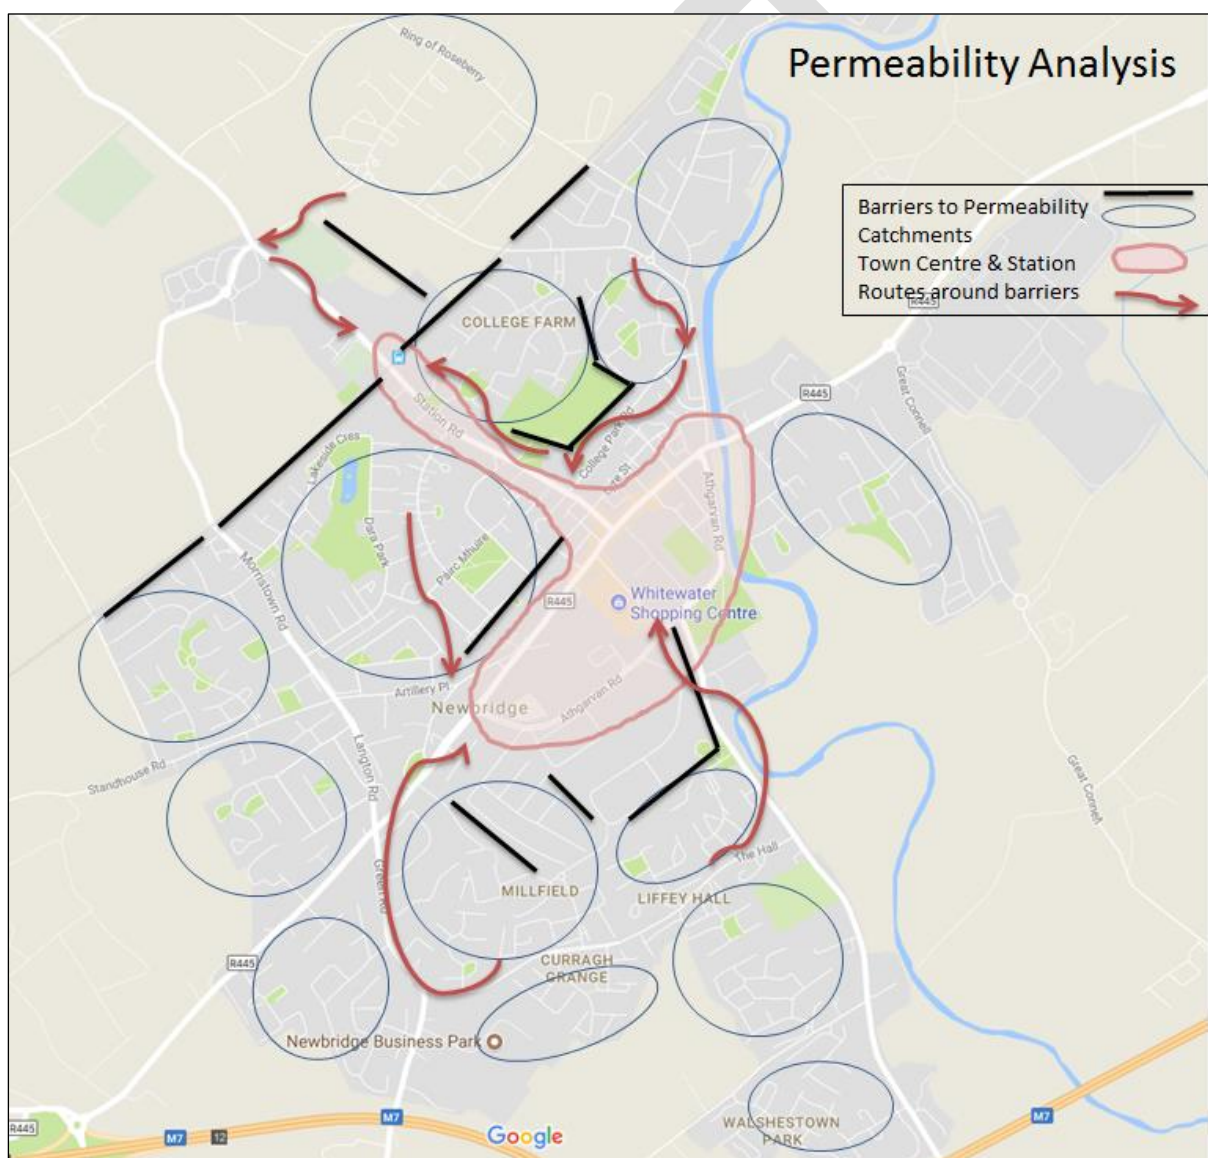 Permeability Analysis
Ring of Roseberry
Barriers to Permeability
Catchments
Town Centre & Station
Routes around barriers
R445
COLLEGE FARM
Great Connell
R445
Station Rd
College Park Rd
Lakeside Cres
Athgarvan Rd
Dara Park
Pairc Mhuire
Morristown Rd
R445
Whitewater
Shopping Centre
Artillery Pl
Newbridge
Athgarvan Rd
Standhouse Rd
Langton Rd
Great Connell
Green Rd
The Hall
MILLFIELD
LIFFEY HALL
R445
CURRAGH
GRANGE
Newbridge Business Park
R445
M7
12
M7
Google
WALSHESTOWN
PARK
M7